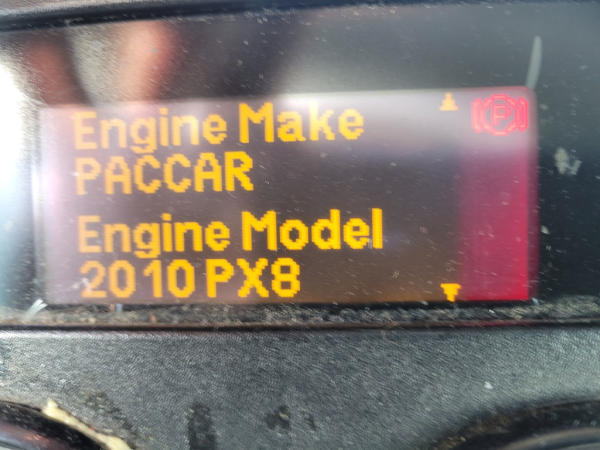 Engine Make
PACCAR
Engine Model
2010 PX8
P